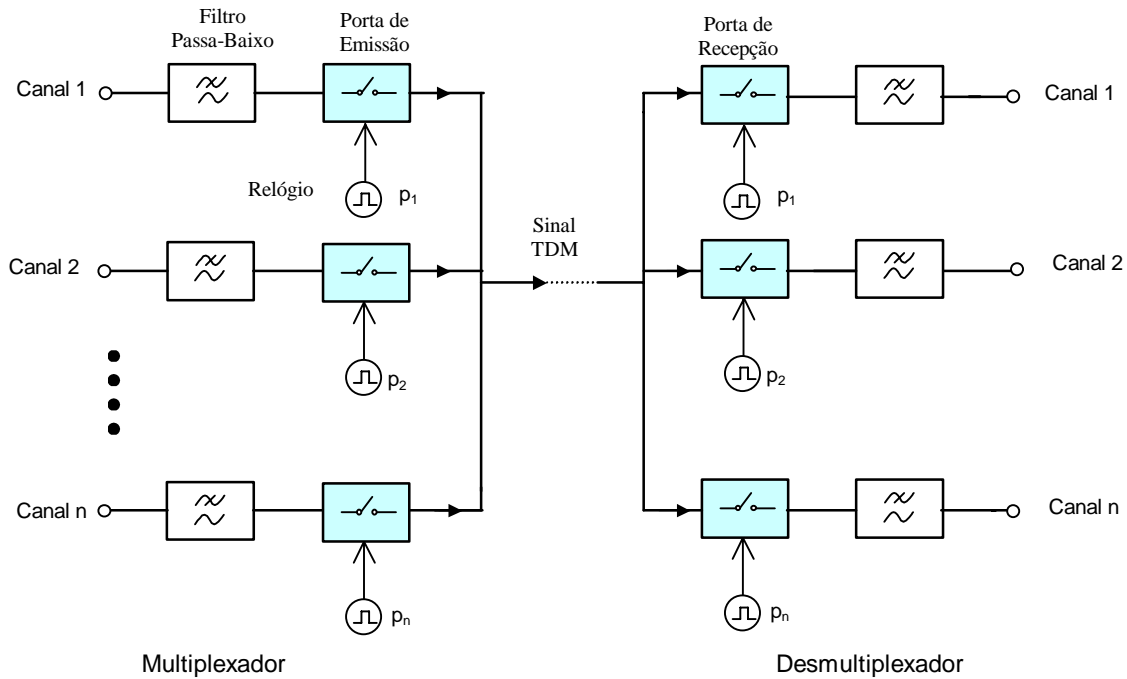 Filtro
Passa-Baixo
Porta de
Emissão
Porta de
Recepção
Canal 1
Canal 1
Relógio
p₁
p₁
Sinal
TDM
Canal 2
Canal 2
p₂
p₂
Canal n
Canal n
pₙ
pₙ
Multiplexador
Desmultiplexador